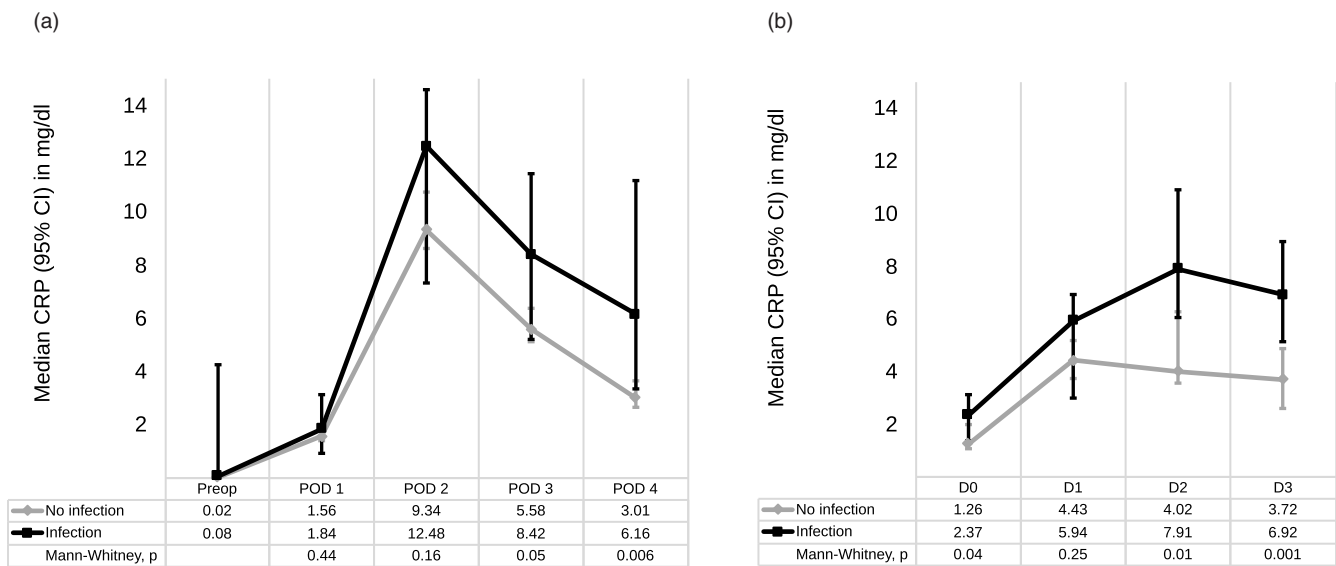 (a)
Median CRP (95% CI) in mg/dl
14
12
10
8
6
4
2
Preop POD 1 POD 2 POD 3 POD 4
No infection 0.02 1.56 9.34 5.58 3.01
Infection 0.08 1.84 12.48 8.42 6.16
Mann-Whitney, p 0.44 0.16 0.05 0.006
(b)
Median CRP (95% CI) in mg/dl
14
12
10
8
6
4
2
D0 D1 D2 D3
No infection 1.26 4.43 4.02 3.72
Infection 2.37 5.94 7.91 6.92
Mann-Whitney, p 0.04 0.25 0.01 0.001